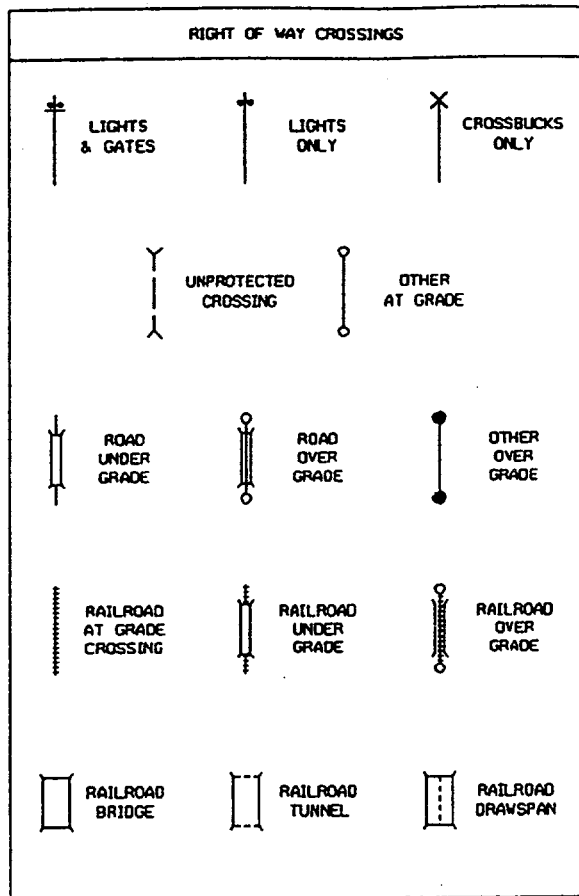 RIGHT OF WAY CROSSINGS
LIGHTS
& GATES
LIGHTS
ONLY
CROSSBUCKS
ONLY
UNPROTECTED
CROSSING
OTHER
AT GRADE
ROAD
UNDER
GRADE
ROAD
OVER
GRADE
OTHER
OVER
GRADE
RAILROAD
AT GRADE
CROSSING
RAILROAD
UNDER
GRADE
RAILROAD
OVER
GRADE
RAILROAD
BRIDGE
RAILROAD
TUNNEL
RAILROAD
DRAWSPAN